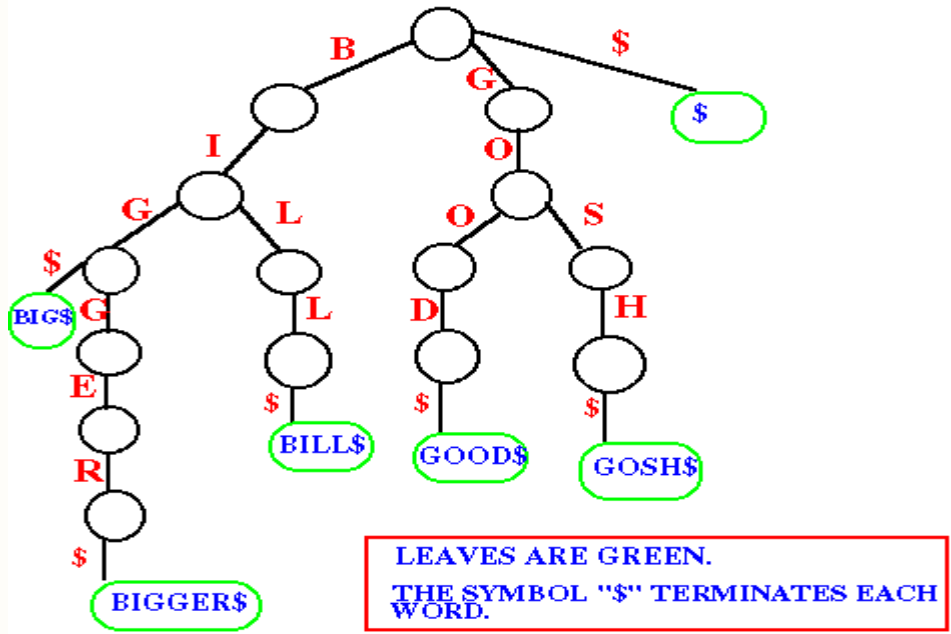 B
$
G
$
I
O
G
L
O
S
$
BIG$
G
L
D
H
E
$
$
$
BILL$
GOOD$
GOSH$
R
$
BIGGER$
LEAVES ARE GREEN.
THE SYMBOL "$" TERMINATES EACH
WORD.